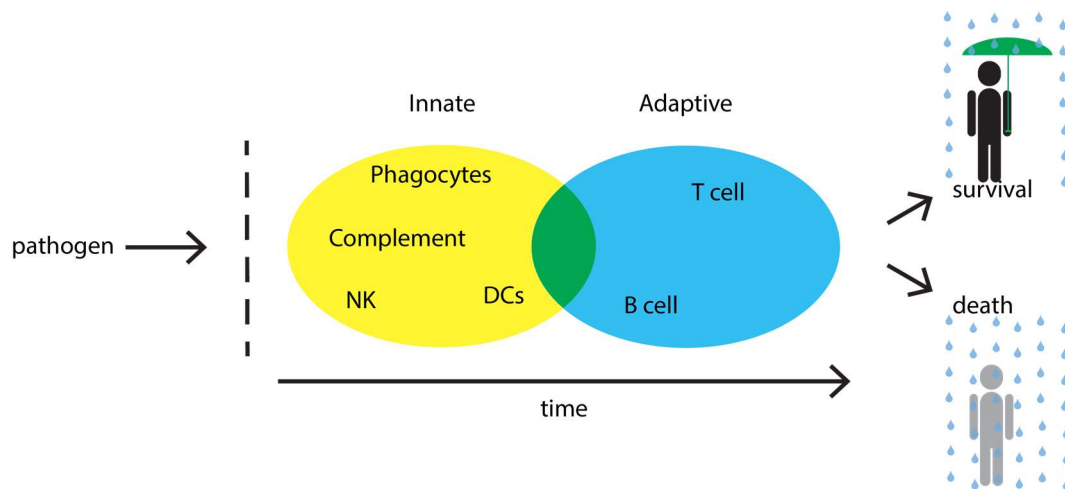 Innate
Adaptive
Phagocytes
T cell
survival
Complement
pathogen
NK
DCs
B cell
death
time